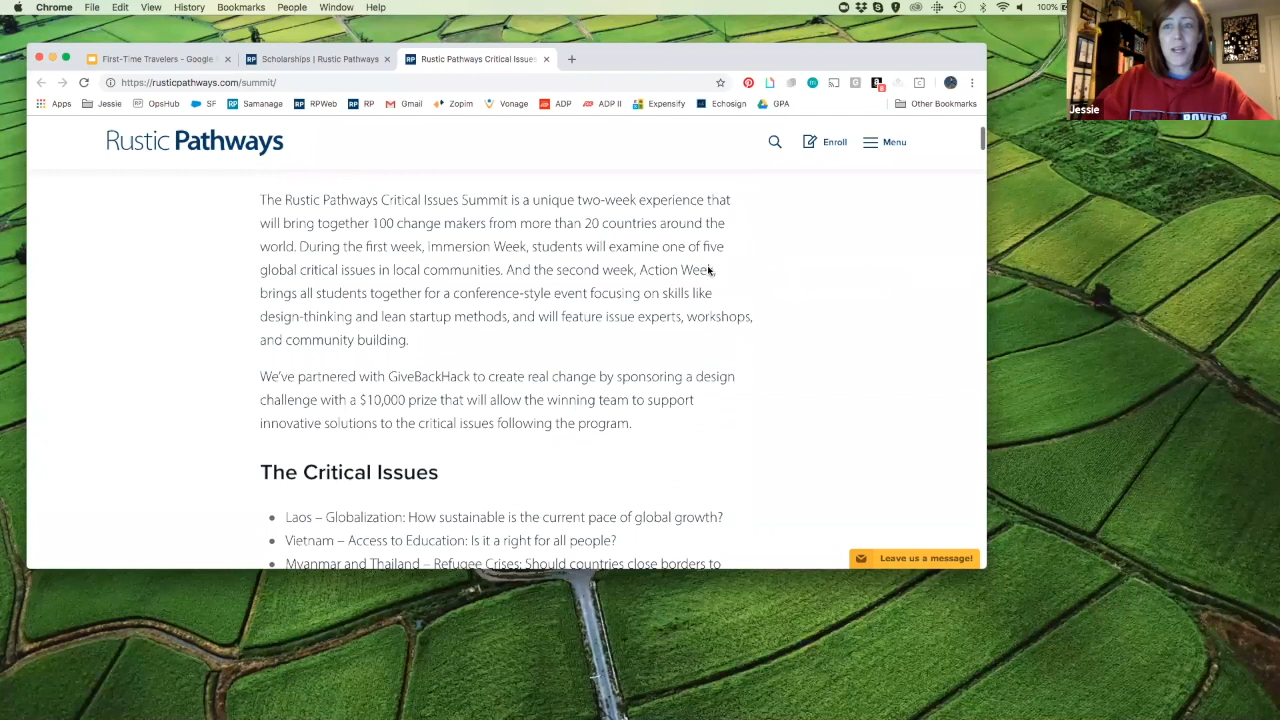 Chrome File Edit View History Bookmarks People Window Help 100%
First-Time Travelers - Google
Scholarships | Rustic Pathways
Rustic Pathways Critical Issues
https://rusticpathways.com/summit/
Apps Jessie OpsHub SF Samanage RPWeb RP Gmail Zopim Vonage ADP ADP II Expensify Echosign GPA Other Bookmarks
Jessie
Rustic Pathways
Enroll Menu
The Rustic Pathways Critical Issues Summit is a unique two-week experience that
will bring together 100 change makers from more than 20 countries around the
world. During the first week, Immersion Week, students will examine one of five
global critical issues in local communities. And the second week, Action Week,
brings all students together for a conference-style event focusing on skills like
design-thinking and lean startup methods, and will feature issue experts, workshops,
and community building.
We've partnered with GiveBackHack to create real change by sponsoring a design
challenge with a $10,000 prize that will allow the winning team to support
innovative solutions to the critical issues following the program.
The Critical Issues
Laos – Globalization: How sustainable is the current pace of global growth?
Vietnam – Access to Education: Is it a right for all people?
Myanmar and Thailand – Refugee Crises: Should countries close borders to
Leave us a message!